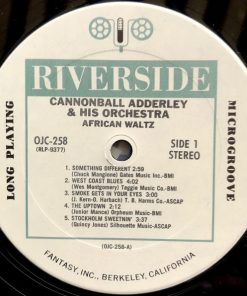 RIVERSIDE
CANNONBALL ADDERLEY
& HIS ORCHESTRA
AFRICAN WALTZ
OJC-258
(RLP-9377)
SIDE 1
STEREO
LONG PLAYING
MICROGROOVE
1 SOMETHING DIFFERENT 2:59
(Chuck Mangione) Gates Music Inc.-BMI
2 WEST COAST BLUES 4:02
(Wes Montgomery) Taggie Music Co.-BMI
3 SMOKE GETS IN YOUR EYES 3:00
(J. Kern-O. Harbach) T. B. Harms Co.-ASCAP
4 THE UPTOWN 2:12
(Junior Mance) Orpheum Music-BMI
5 STOCKHOLM SWEETNIN' 3:37
(Quincy Jones) Silhouette Music-ASCAP
(OJC-258-A)
FANTASY, INC., BERKELEY, CALIFORNIA